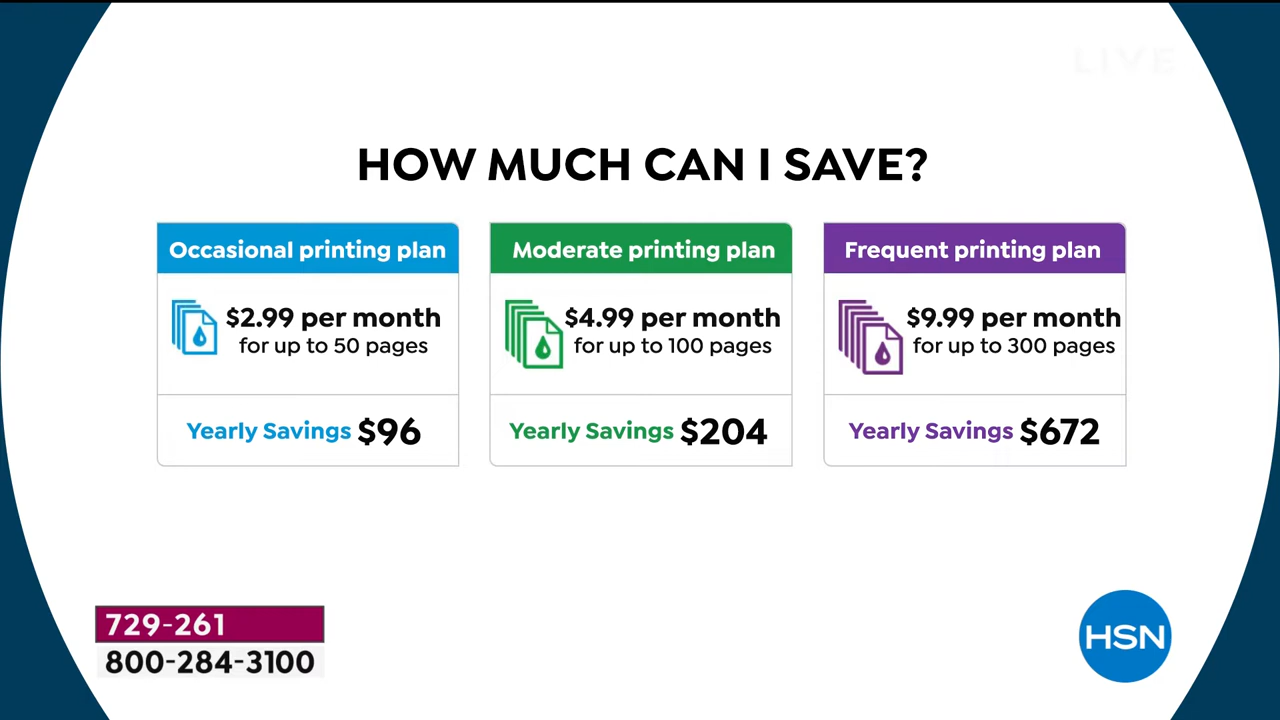 LIVE
HOW MUCH CAN I SAVE?
Occasional printing plan
$2.99 per month
for up to 50 pages
Yearly Savings $96
Moderate printing plan
$4.99 per month
for up to 100 pages
Yearly Savings $204
Frequent printing plan
$9.99 per month
for up to 300 pages
Yearly Savings $672
729-261
800-284-3100
HSN